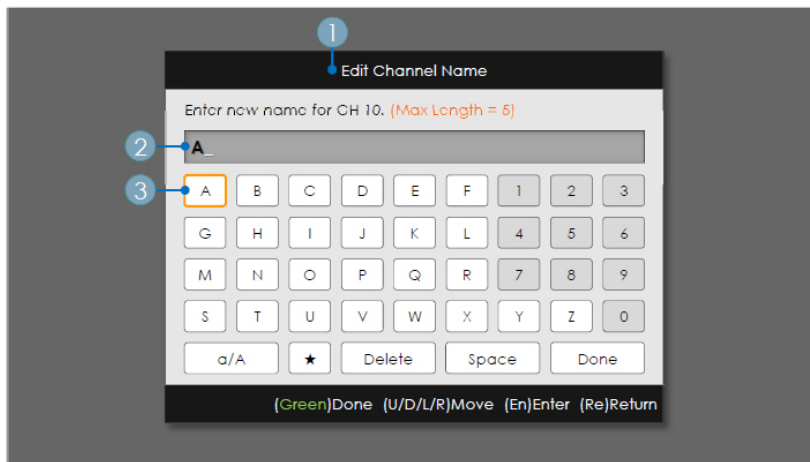 1
Edit Channel Name
Enter new name for CH 10. (Max Length = 5)
2 A_
3 A B C D E F 1 2 3
G H I J K L 4 5 6
M N O P Q R 7 8 9
S T U V W X Y Z 0
a/A ★ Delete Space Done
(Green)Done (U/D/L/R)Move (En)Enter (Re)Return